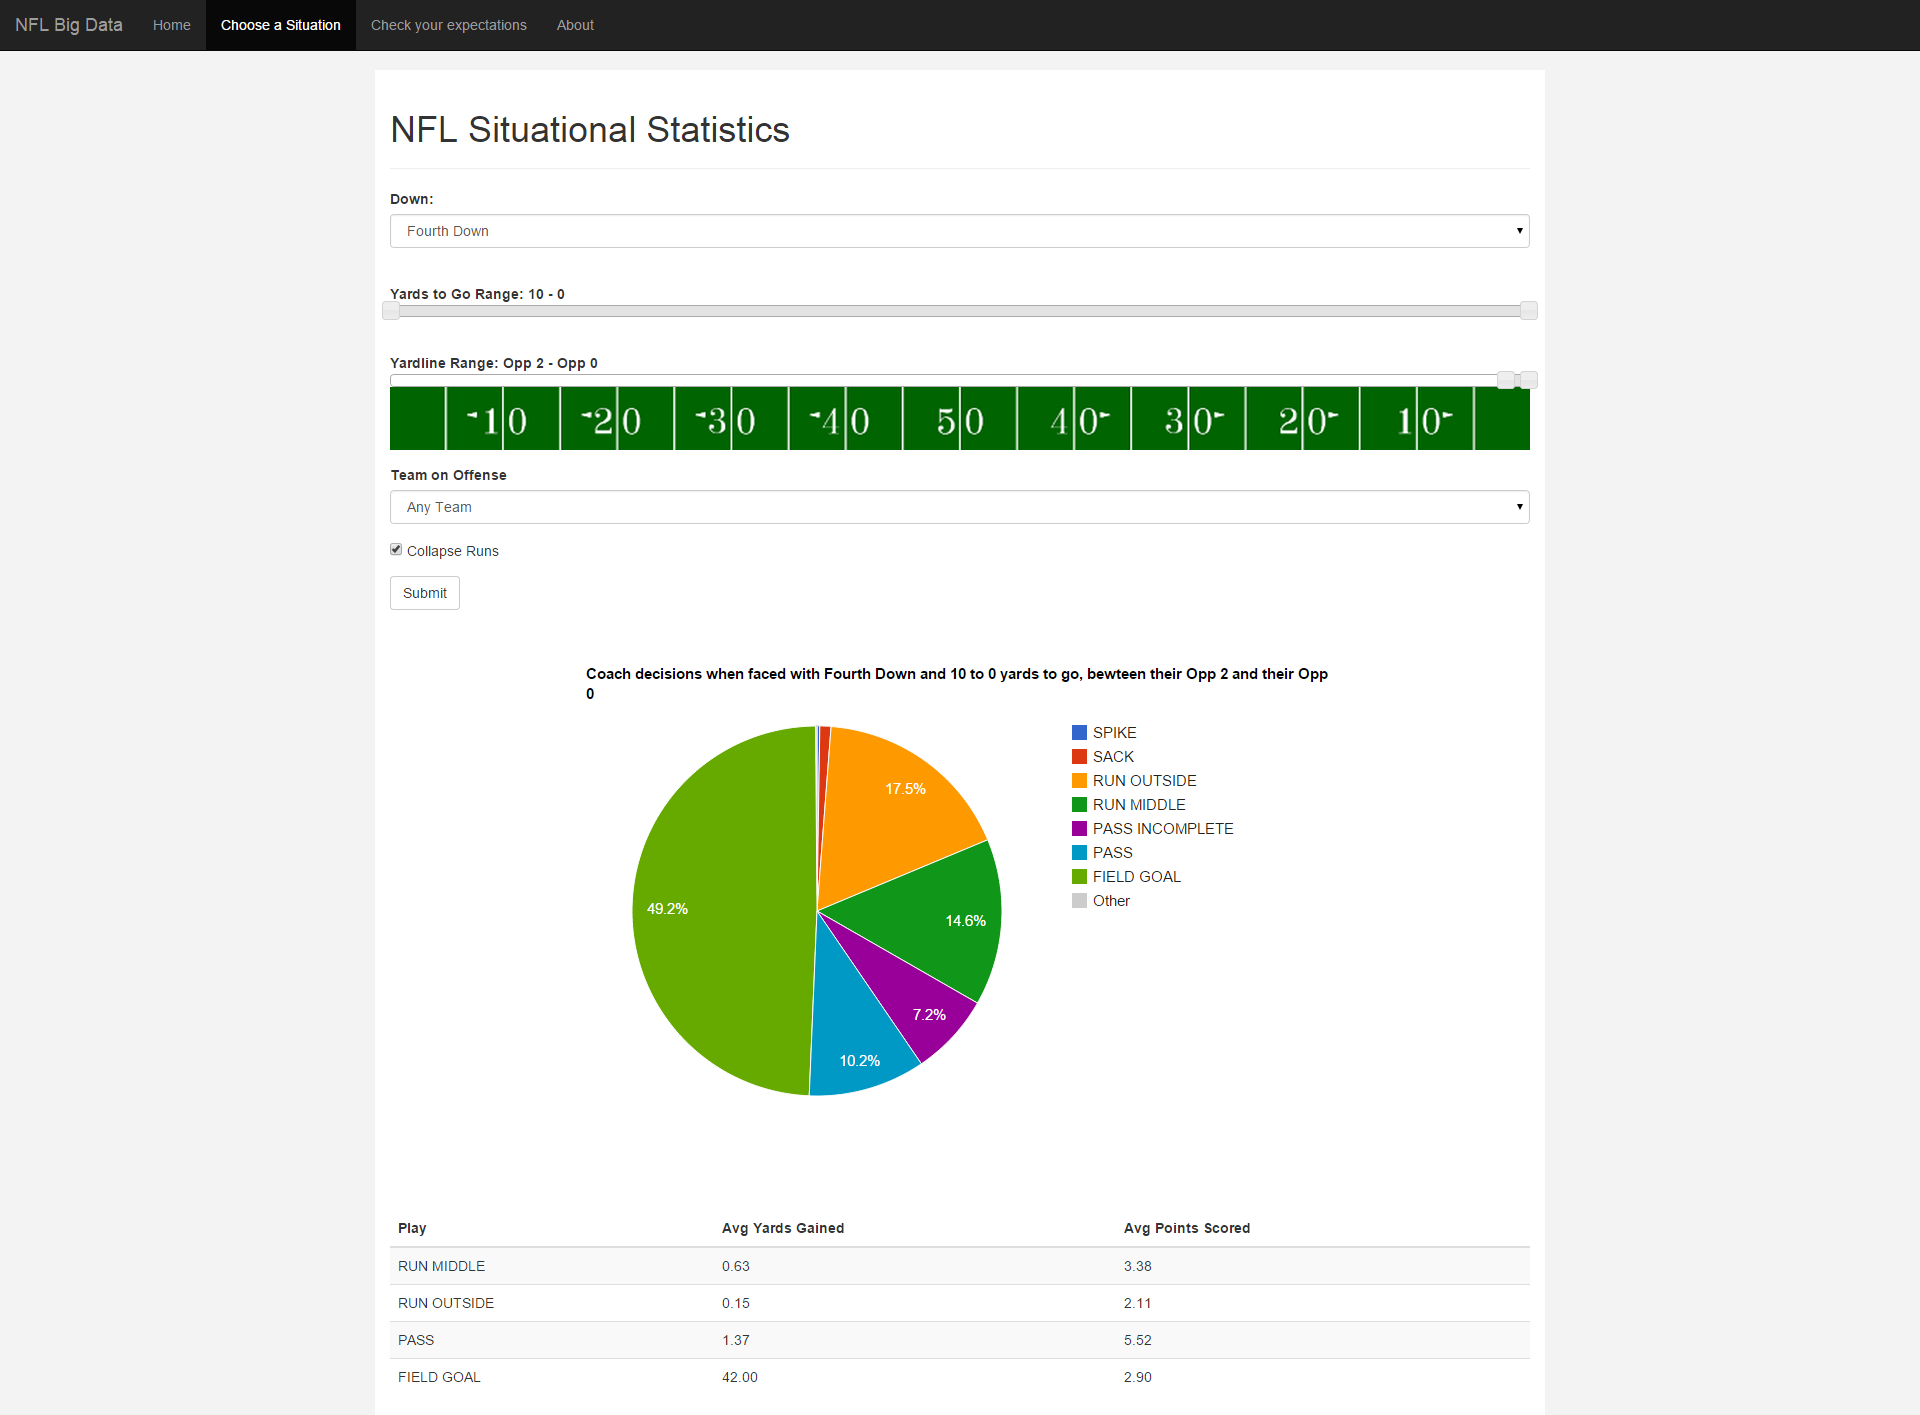 NFL Big Data Home Choose a Situation Check your expectations About
NFL Situational Statistics
Down:
Fourth Down
Yards to Go Range: 10 - 0
Yardline Range: Opp 2 - Opp 0
10 20 30 40 50 40 30 20 10
Team on Offense
Any Team
Collapse Runs
Submit
Coach decisions when faced with Fourth Down and 10 to 0 yards to go, bewteen their Opp 2 and their Opp
0
SPIKE
SACK
RUN OUTSIDE
RUN MIDDLE
PASS INCOMPLETE
PASS
FIELD GOAL
Other
17.5%
49.2%
14.6%
7.2%
10.2%
Play Avg Yards Gained Avg Points Scored
RUN MIDDLE 0.63 3.38
RUN OUTSIDE 0.15 2.11
PASS 1.37 5.52
FIELD GOAL 42.00 2.90